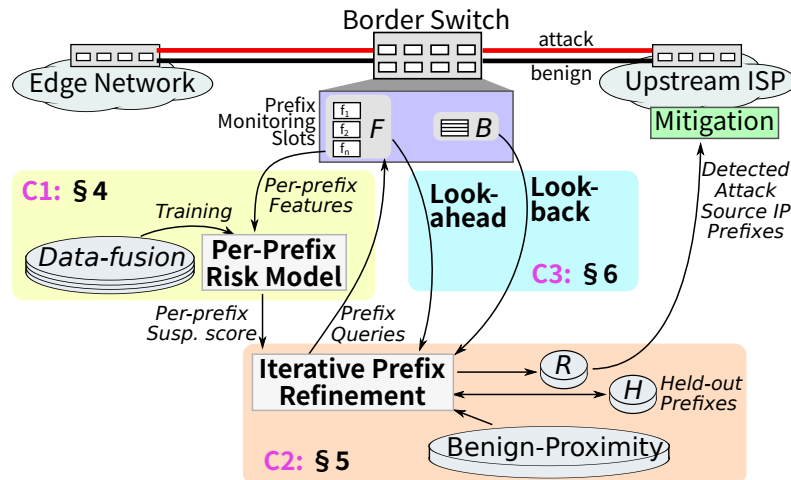 Border Switch
attack
benign
Edge Network
Upstream ISP
Prefix
Monitoring
Slots
f1
f2
fn
F
B
Mitigation
C1: § 4
Per-prefix
Features
Look-
ahead
Look-
back
Detected
Attack
Source IP
Prefixes
Training
Data-fusion
Per-Prefix
Risk Model
C3: § 6
Per-prefix
Susp. score
Prefix
Queries
Iterative Prefix
Refinement
R
H
Held-out
Prefixes
Benign-Proximity
C2: § 5